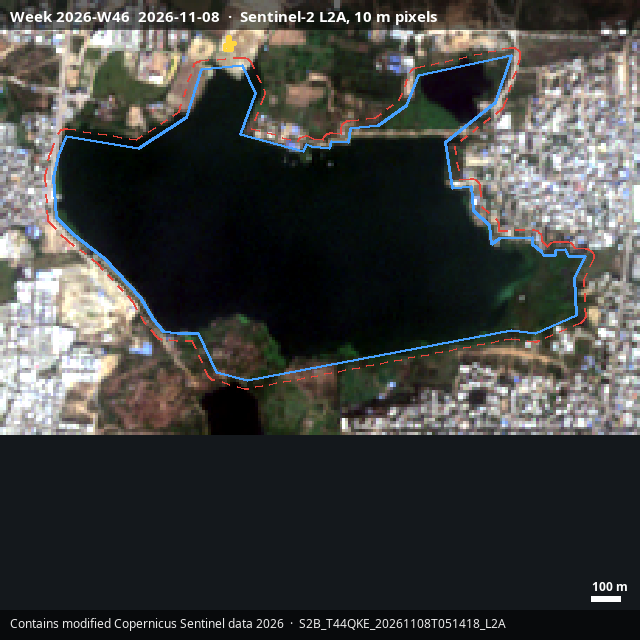 Week 2026-W46 2026-11-08 · Sentinel-2 L2A, 10 m pixels
100 m
Contains modified Copernicus Sentinel data 2026 · S2B_T44QKE_20261108T051418_L2A